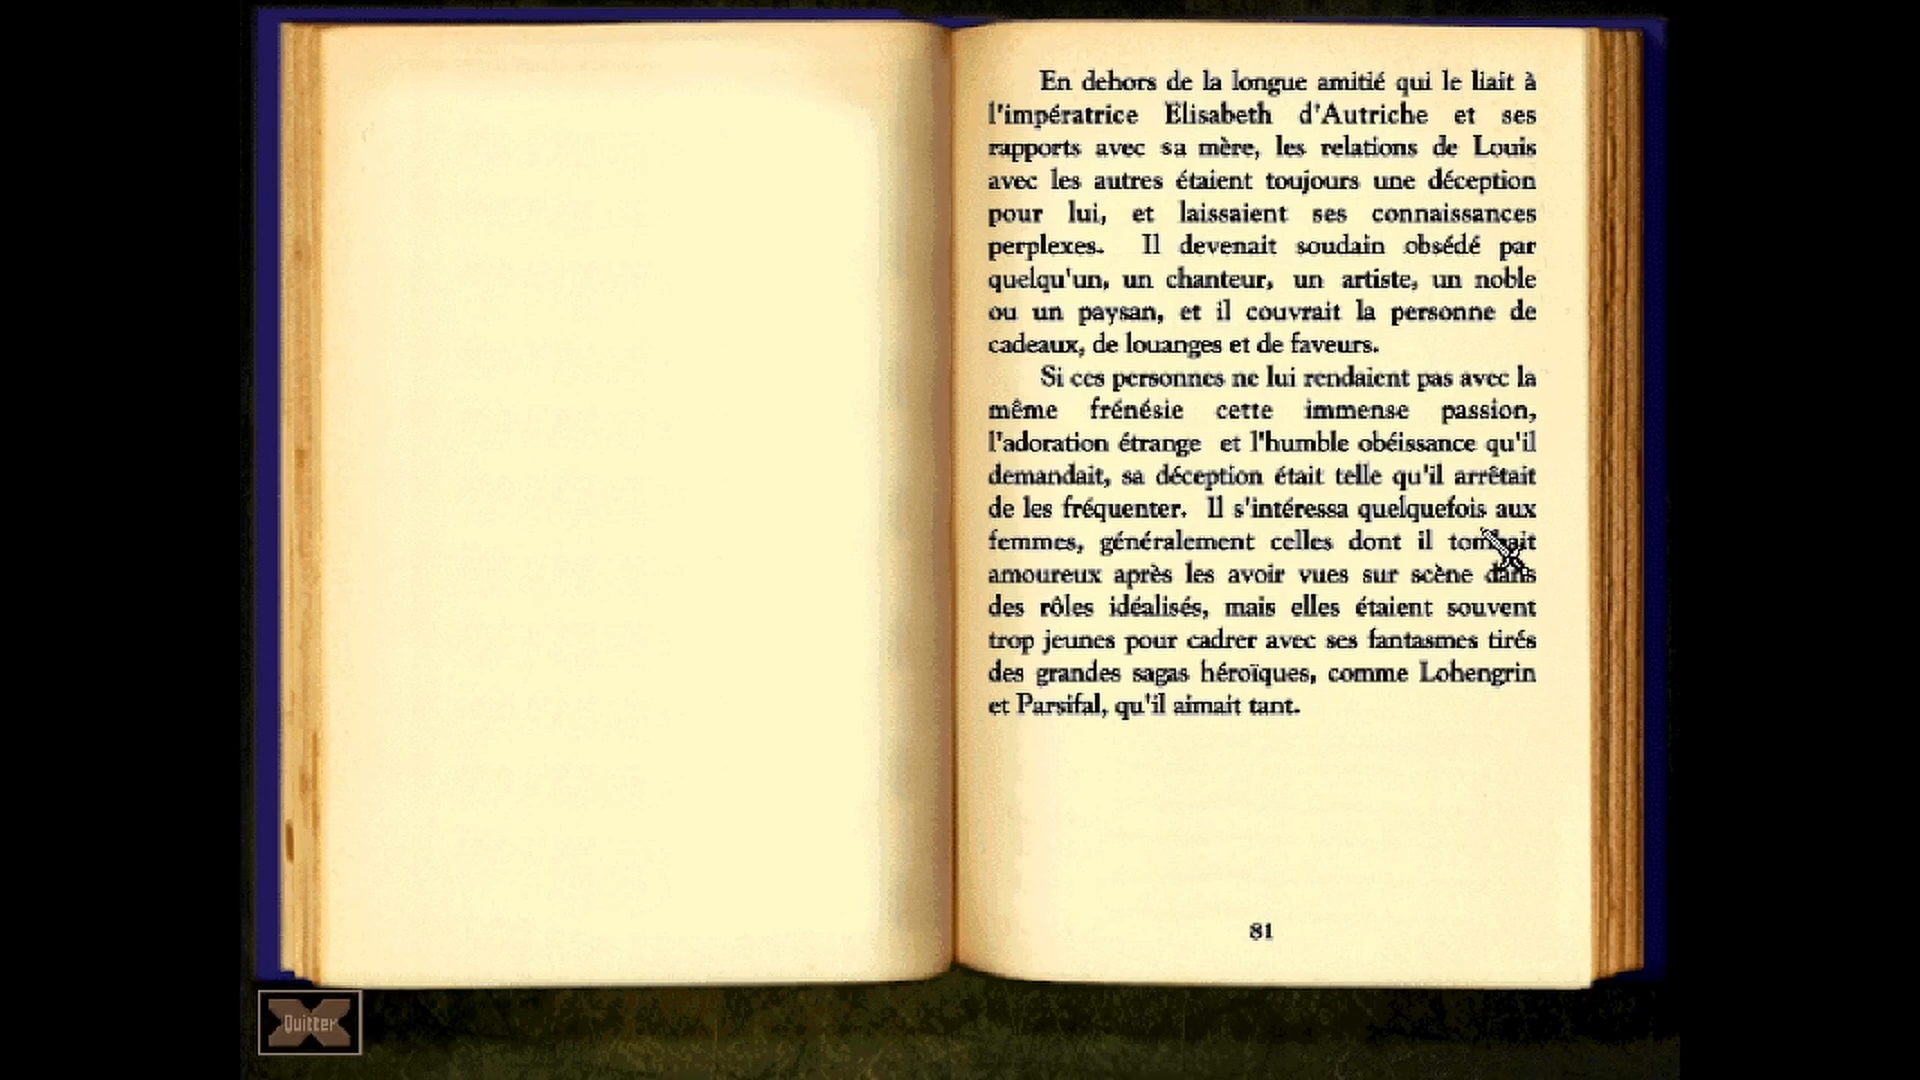 En dehors de la longue amitié qui le liait à
l'impératrice Elisabeth d'Autriche et ses
rapports avec sa mère, les relations de Louis
avec les autres étaient toujours une déception
pour lui, et laissaient ses connaissances
perplexes. Il devenait soudain obsédé par
quelqu'un, un chanteur, un artiste, un noble
ou un paysan, et il couvrait la personne de
cadeaux, de louanges et de faveurs.
Si ces personnes ne lui rendaient pas avec la
même frénésie cette immense passion,
l'adoration étrange et l'humble obéissance qu'il
demandait, sa déception était telle qu'il arrêtait
de les fréquenter. Il s'intéressa quelquefois aux
femmes, généralement celles dont il tombait
amoureux après les avoir vues sur scène dans
des rôles idéalisés, mais elles étaient souvent
trop jeunes pour cadrer avec ses fantasmes tirés
des grandes sagas héroïques, comme Lohengrin
et Parsifal, qu'il aimait tant.
81
Quitter